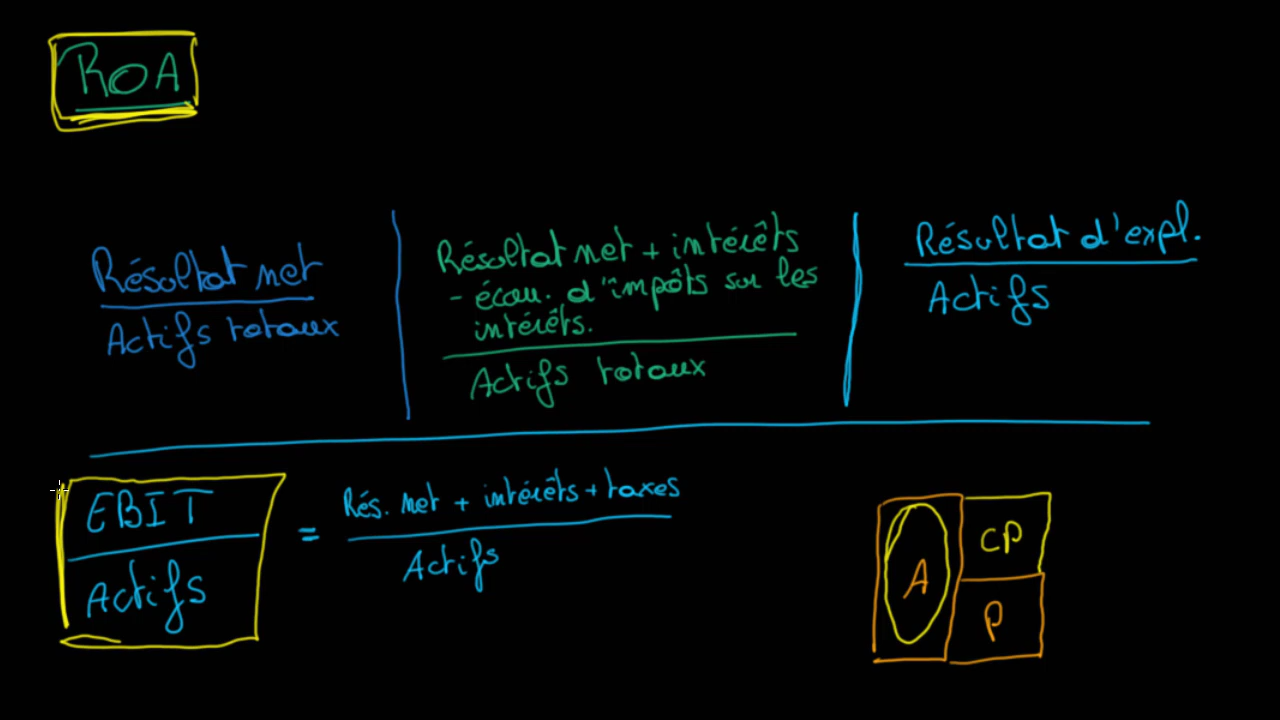 ROA
Résultat net
Actifs totaux
Résultat net + intérêts
- écon. d'impôts sur les
intérêts.
Actifs totaux
Résultat d'expl.
Actifs
EBIT
Actifs
=
Rés. net + intérêts + taxes
Actifs
A
CP
P